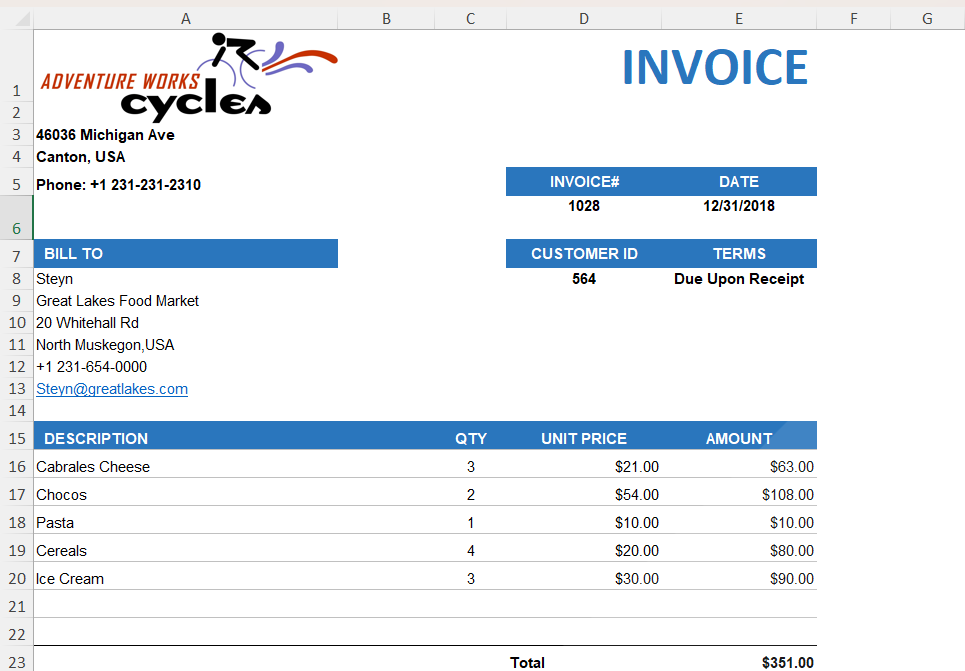 A B C D E F G
1 ADVENTURE WORKS cycles INVOICE
2
3 46036 Michigan Ave
4 Canton, USA
5 Phone: +1 231-231-2310 INVOICE# DATE
6 1028 12/31/2018
7 BILL TO CUSTOMER ID TERMS
8 Steyn 564 Due Upon Receipt
9 Great Lakes Food Market
10 20 Whitehall Rd
11 North Muskegon,USA
12 +1 231-654-0000
13 Steyn@greatlakes.com
14
15 DESCRIPTION QTY UNIT PRICE AMOUNT
16 Cabrales Cheese 3 $21.00 $63.00
17 Chocos 2 $54.00 $108.00
18 Pasta 1 $10.00 $10.00
19 Cereals 4 $20.00 $80.00
20 Ice Cream 3 $30.00 $90.00
21
22
23 Total $351.00